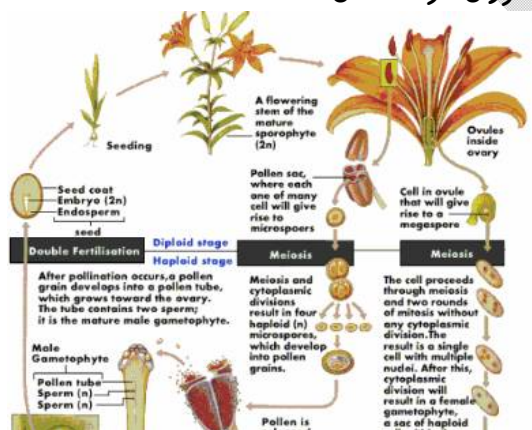 A flowering
stem of the
mature
sporophyte
(2n)
Seeding
Ovules
inside
ovary
Pollen sac,
where each
one of many
cell will give
rise to
microspoers
Cell in ovule
that will give
rise to a
megaspere
Seed coat
Embryo (2n)
Endosperm
seed
Double Fertilisation
Diploid stage
Haploid stage
Meiosis
Meiosis
After pollination occurs,a pollen
grain develops into a pollen tube,
which grows toward the ovary.
The tube contains two sperm;
it is the mature male gametophyte.
Meiosis and
cytoplasmic
divisions
result in four
haploid (n)
microspores,
which develop
into pollen
grains.
The cell proceeds
through meiosis
and two rounds
of mitosis without
any cytoplasmic
division.The
result is a single
cell with multiple
nuclei. After this,
cytoplasmic
division will
result in a female
gametophyte,
a sac of haploid
Male
Gametophyte
Pollen tube
Sperm (n)
Sperm (n)
Pollen is